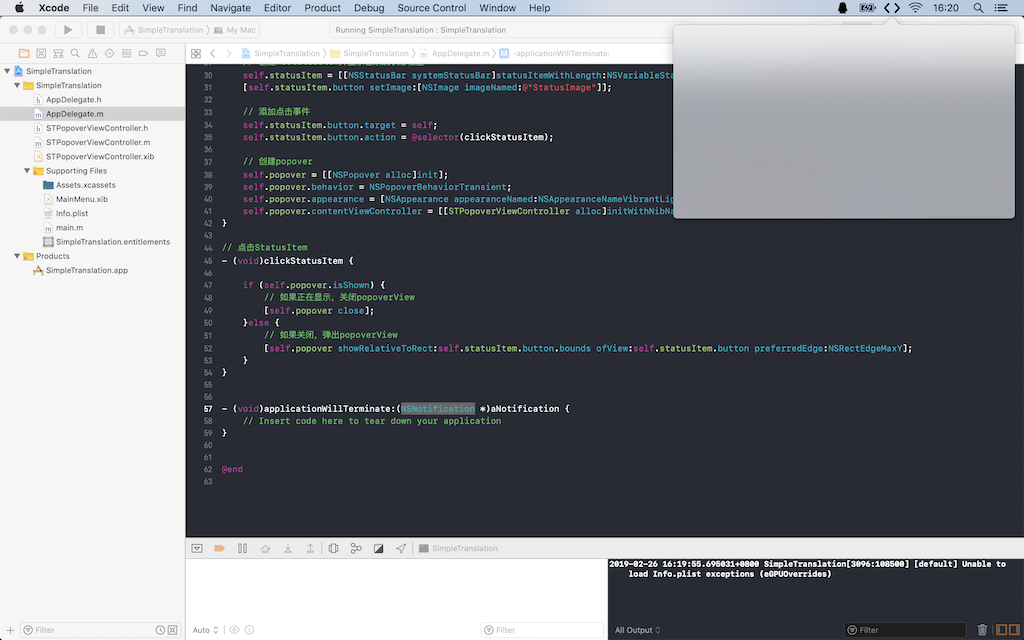 Xcode File Edit View Find Navigate Editor Product Debug Source Control Window Help 16:20
SimpleTranslation My Mac Running SimpleTranslation : SimpleTranslation
SimpleTranslation SimpleTranslation AppDelegate.m M -applicationWillTerminate:
SimpleTranslation
SimpleTranslation
AppDelegate.h
AppDelegate.m
STPopoverViewController.h
STPopoverViewController.m
STPopoverViewController.xib
Supporting Files
Assets.xcassets
MainMenu.xib
Info.plist
main.m
SimpleTranslation.entitlements
Products
SimpleTranslation.app
30 self.statusItem = [[NSStatusBar systemStatusBar]statusItemWithLength:NSVariableSta
31 [self.statusItem.button setImage:[NSImage imageNamed:@"StatusImage"]];
32
33 // 添加点击事件
34 self.statusItem.button.target = self;
35 self.statusItem.button.action = @selector(clickStatusItem);
36
37 // 创建popover
38 self.popover = [[NSPopover alloc]init];
39 self.popover.behavior = NSPopoverBehaviorTransient;
40 self.popover.appearance = [NSAppearance appearanceNamed:NSAppearanceNameVibrantLig
41 self.popover.contentViewController = [[STPopoverViewController alloc]initWithNibNa
42 }
43
44 // 点击StatusItem
45 - (void)clickStatusItem {
46
47 if (self.popover.isShown) {
48 // 如果正在显示，关闭popoverView
49 [self.popover close];
50 }else {
51 // 如果关闭，弹出popoverView
52 [self.popover showRelativeToRect:self.statusItem.button.bounds ofView:self.statusItem.button preferredEdge:NSRectEdgeMaxY];
53 }
54 }
55
56
57 - (void)applicationWillTerminate:(NSNotification *)aNotification {
58 // Insert code here to tear down your application
59 }
60
61
62 @end
63
SimpleTranslation
2019-02-26 16:19:55.695031+0800 SimpleTranslation[3096:108500] [default] Unable to
load Info.plist exceptions (eGPUOverrides)
Filter Auto Filter All Output Filter